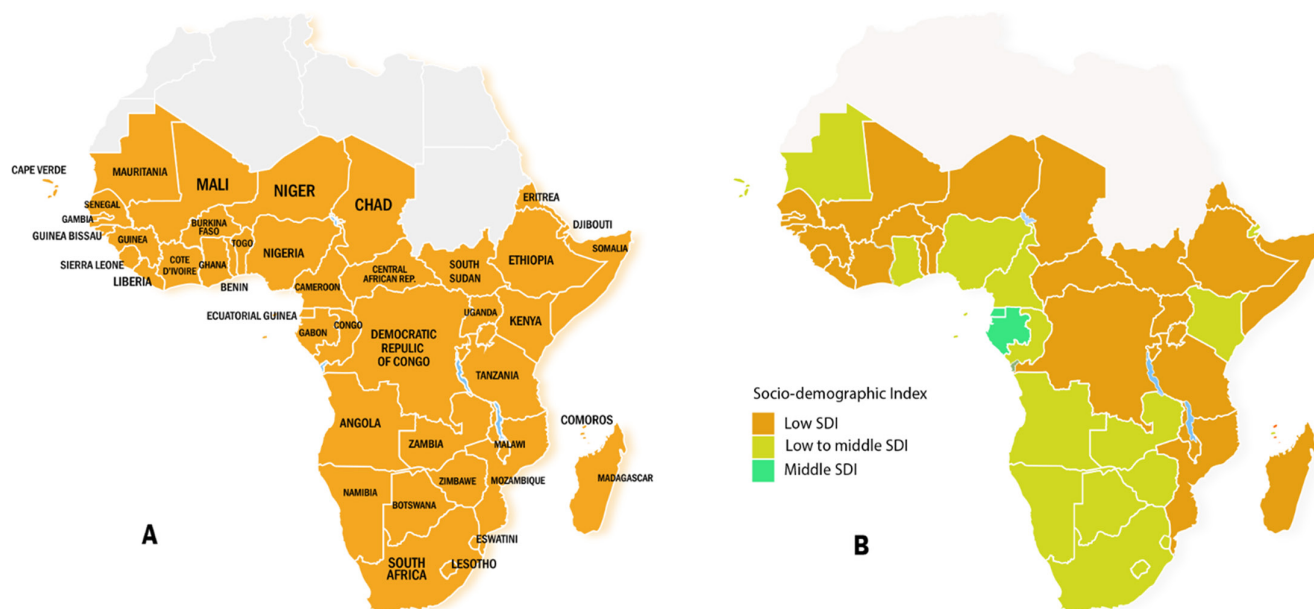 CAPE VERDE
MAURITANIA
MALI
NIGER
CHAD
ERITREA
SENEGAL
GAMBIA
BURKINA
FASO
DJIBOUTI
GUINEA BISSAU
GUINEA
TOGO
NIGERIA
SOMALIA
COTE
D'IVOIRE
GHANA
ETHIOPIA
SIERRA LEONE
LIBERIA
BENIN
CENTRAL
AFRICAN REP.
SOUTH
SUDAN
CAMEROON
ECUATORIAL GUINEA
UGANDA
KENYA
GABON
CONGO
DEMOCRATIC
REPULIC
OF CONGO
TANZANIA
ANGOLA
COMOROS
ZAMBIA
MALAWI
ZIMBAWE
MOZAMBIQUE
MADAGASCAR
NAMIBIA
BOTSWANA
ESWATINI
SOUTH
AFRICA
LESOTHO
A
Socio-demographic Index
Low SDI
Low to middle SDI
Middle SDI
B